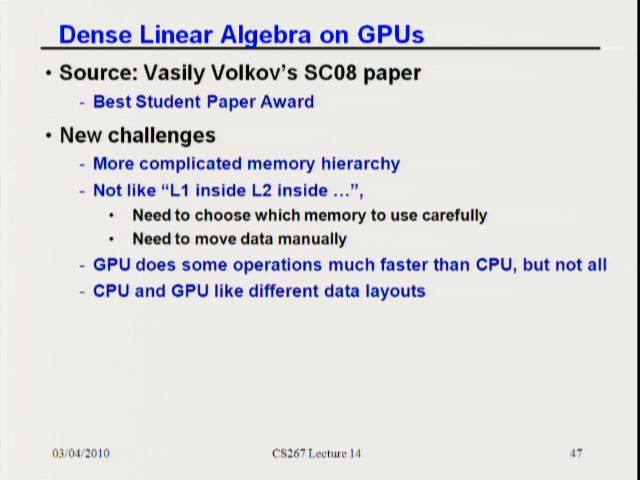 Dense Linear Algebra on GPUs
• Source: Vasily Volkov's SC08 paper
- Best Student Paper Award
• New challenges
- More complicated memory hierarchy
- Not like “L1 inside L2 inside …”,
• Need to choose which memory to use carefully
• Need to move data manually
- GPU does some operations much faster than CPU, but not all
- CPU and GPU like different data layouts
03/04/2010 CS267 Lecture 14 47